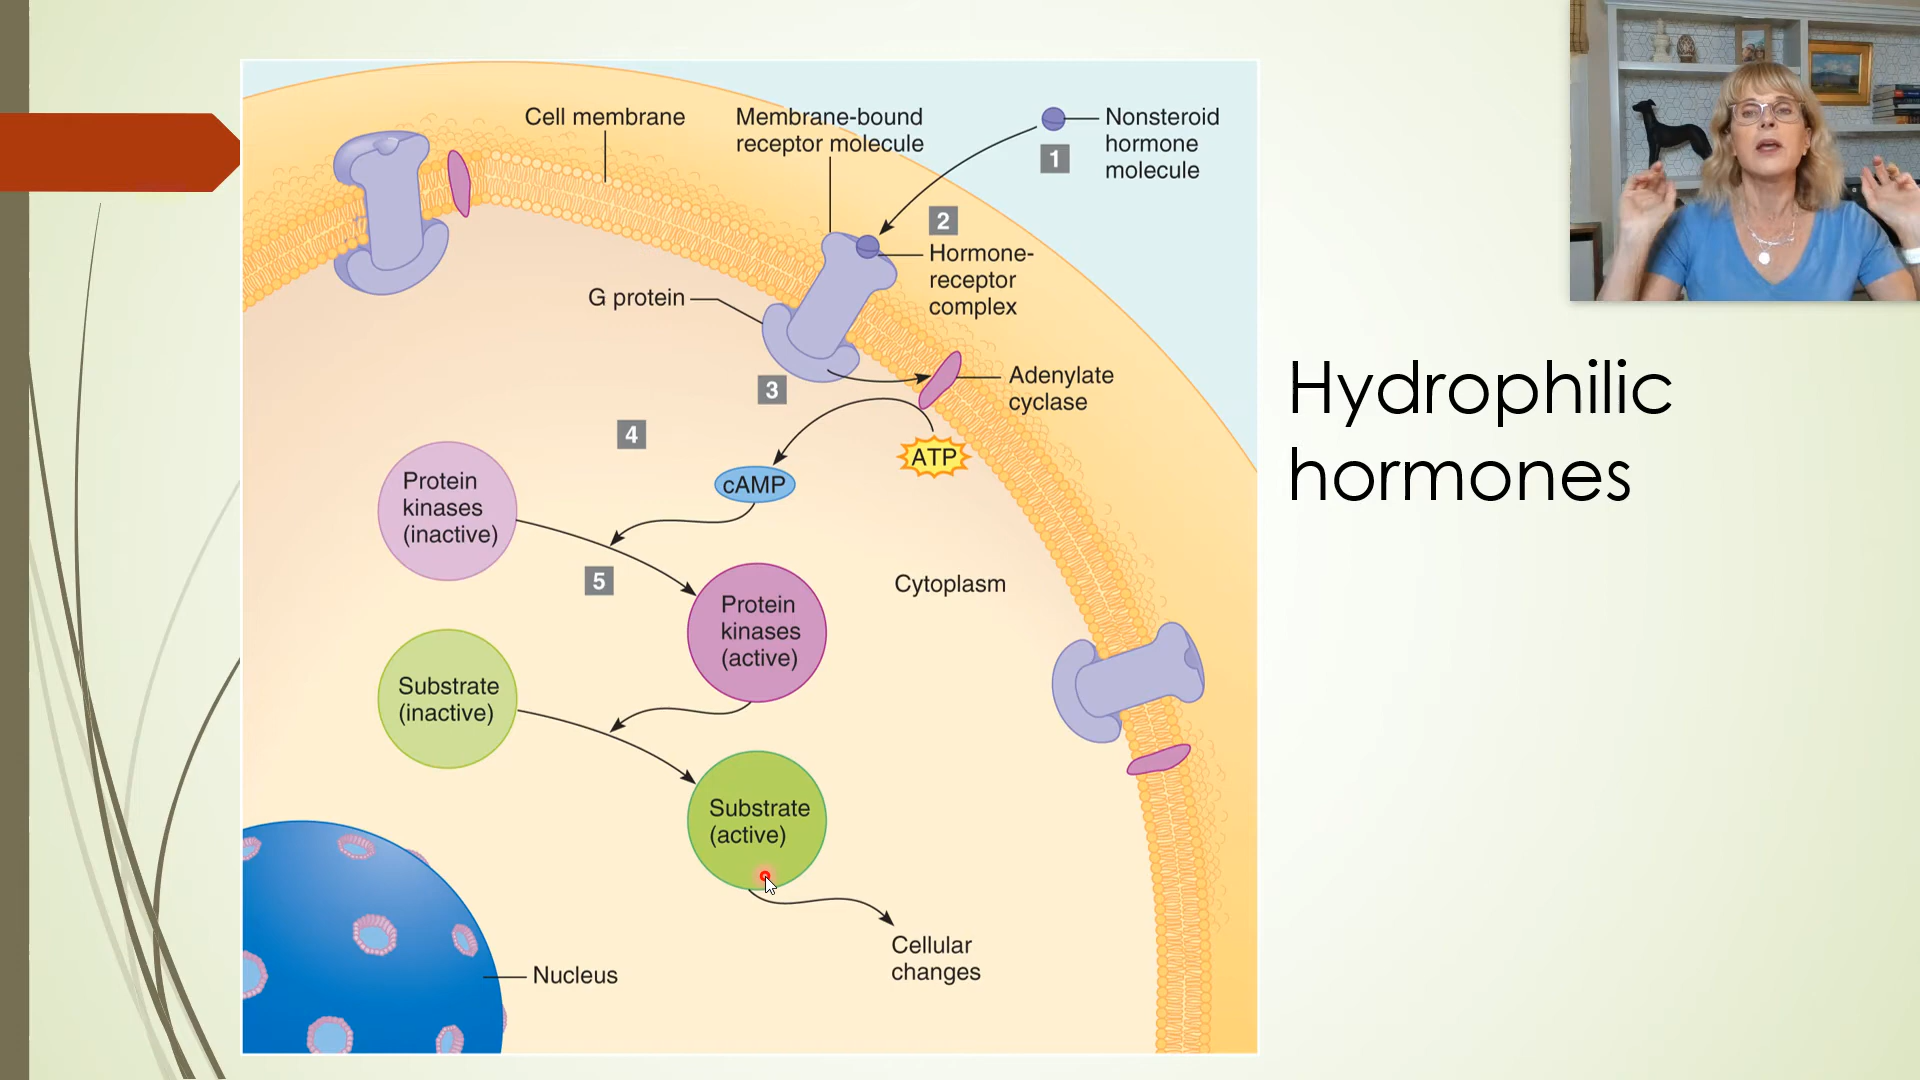 Cell membrane
Membrane-bound
receptor molecule
Nonsteroid
hormone
molecule
1
2
Hormone-
receptor
complex
G protein
Adenylate
cyclase
3
4
ATP
cAMP
Protein
kinases
(inactive)
5
Cytoplasm
Protein
kinases
(active)
Substrate
(inactive)
Substrate
(active)
Cellular
changes
Nucleus
Hydrophilic
hormones